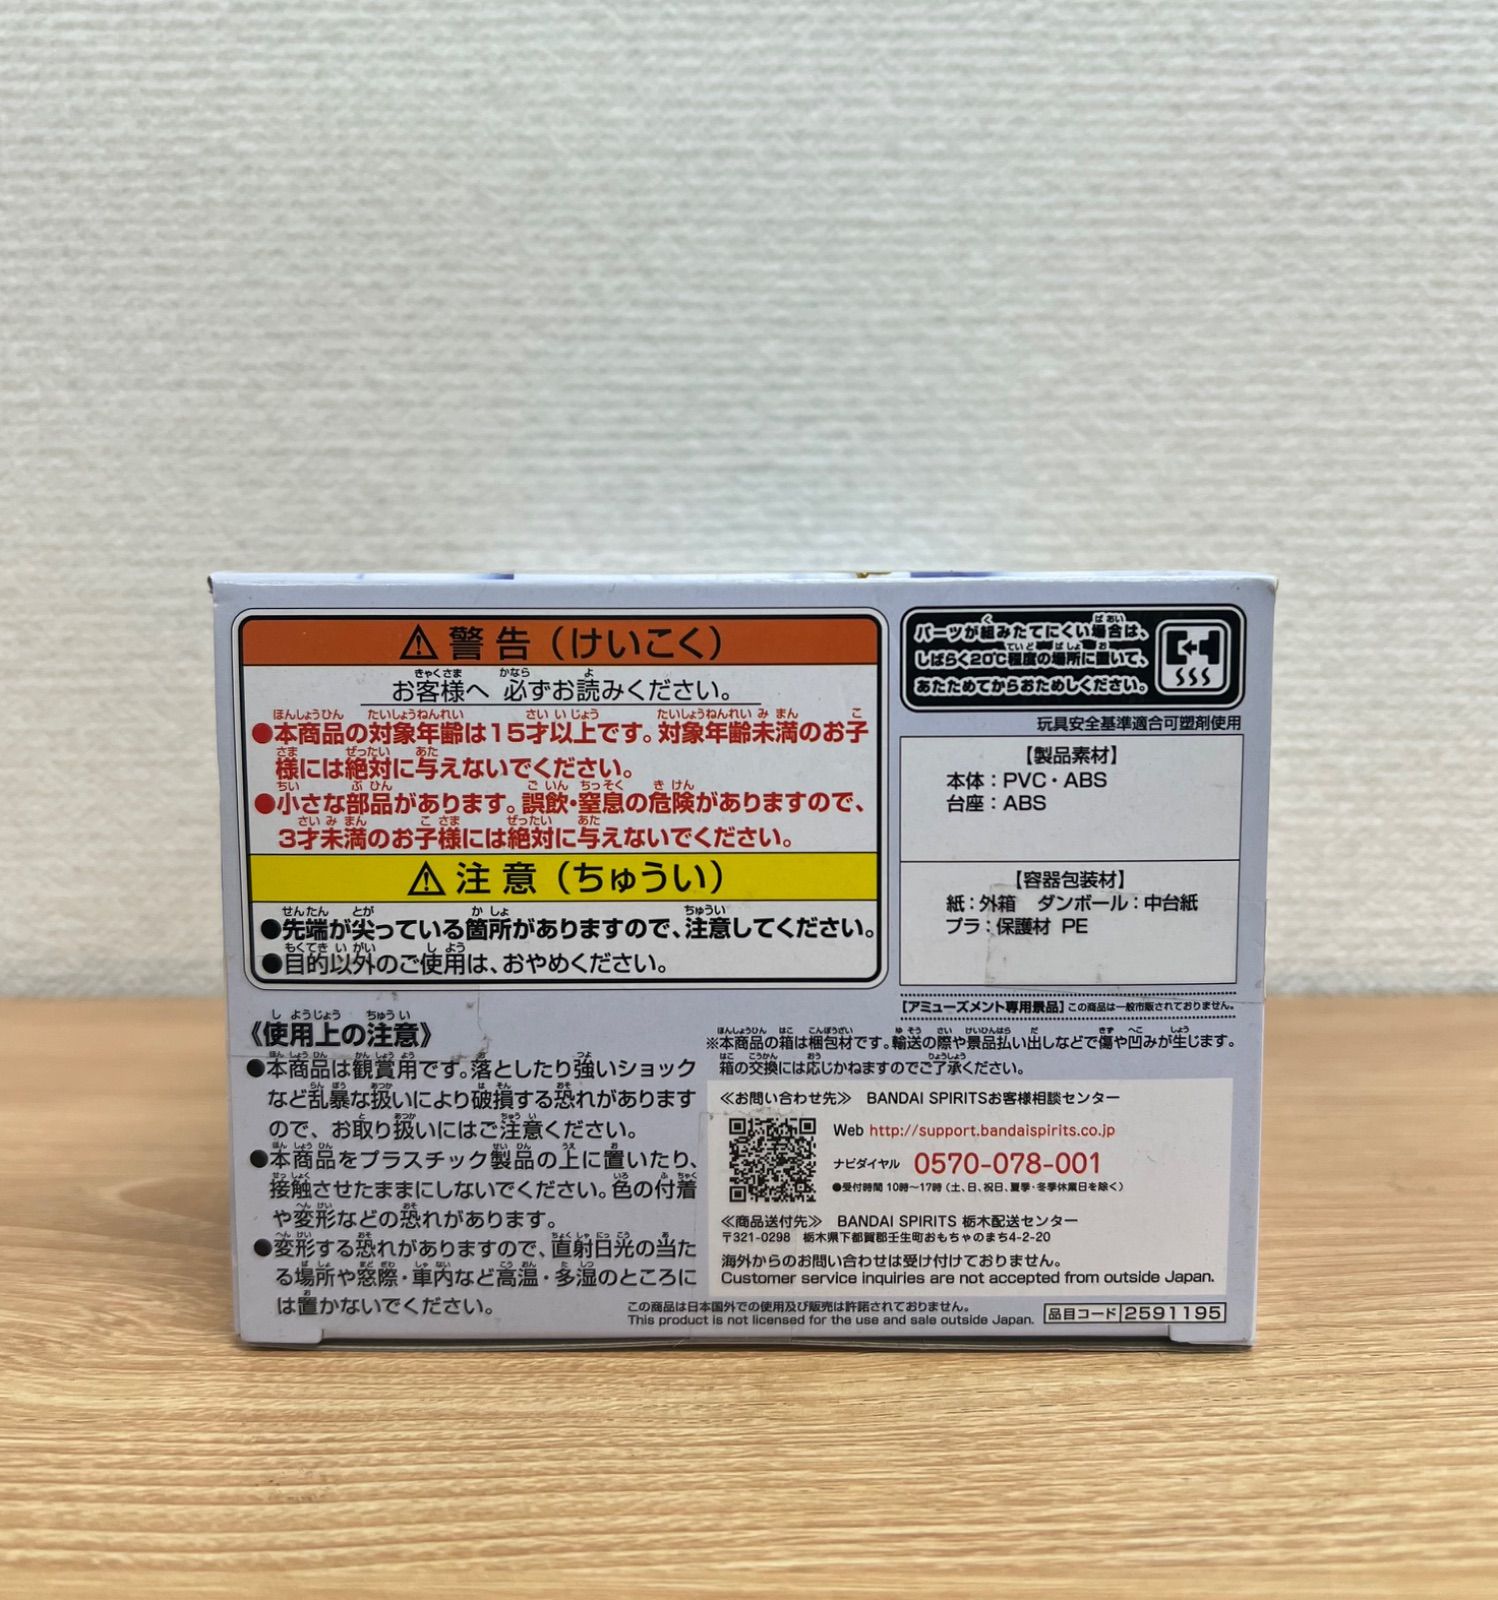 ⚠警告（けいこく）
お客様へ 必ずお読みください。
●本商品の対象年齢は15才以上です。対象年齢未満のお子
様には絶対に与えないでください。
●小さな部品があります。誤飲・窒息の危険がありますので、
3才未満のお子様には絶対に与えないでください。
⚠注意（ちゅうい）
●先端が尖っている箇所がありますので、注意してください。
●目的以外のご使用は、おやめください。
パーツが組みたてにくい場合は、
しばらく20℃程度の場所に置いて、
あたためてからおためしください。
玩具安全基準適合可塑剤使用
【製品素材】
本体：PVC・ABS
台座：ABS
【容器包装材】
紙：外箱 ダンボール：中台紙
プラ：保護材 PE
【アミューズメント専用景品】この商品は一般市販されておりません。
※本商品の箱は梱包材です。輸送の際や景品払い出しなどで傷や凹みが生じます。
箱の交換には応じかねますのでご了承ください。
《使用上の注意》
●本商品は観賞用です。落としたり強いショック
など乱暴な扱いにより破損する恐れがあります
ので、お取り扱いにはご注意ください。
●本商品をプラスチック製品の上に置いたり、
接触させたままにしないでください。色の付着
や変形などの恐れがあります。
●変形する恐れがありますので、直射日光の当た
る場所や窓際・車内など高温・多湿のところに
は置かないでください。
≪お問い合わせ先≫ BANDAI SPIRITSお客様相談センター
Web http://support.bandaispirits.co.jp
ナビダイヤル 0570-078-001
●受付時間 10時〜17時（土、日、祝日、夏季・冬季休業日を除く）
≪商品送付先≫ BANDAI SPIRITS 栃木配送センター
〒321-0298 栃木県下都賀郡壬生町おもちゃのまち4-2-20
海外からのお問い合わせは受け付けておりません。
Customer service inquiries are not accepted from outside Japan.
この商品は日本国外での使用及び販売は許諾されておりません。
This product is not licensed for the use and sale outside Japan.
品目コード 2591195